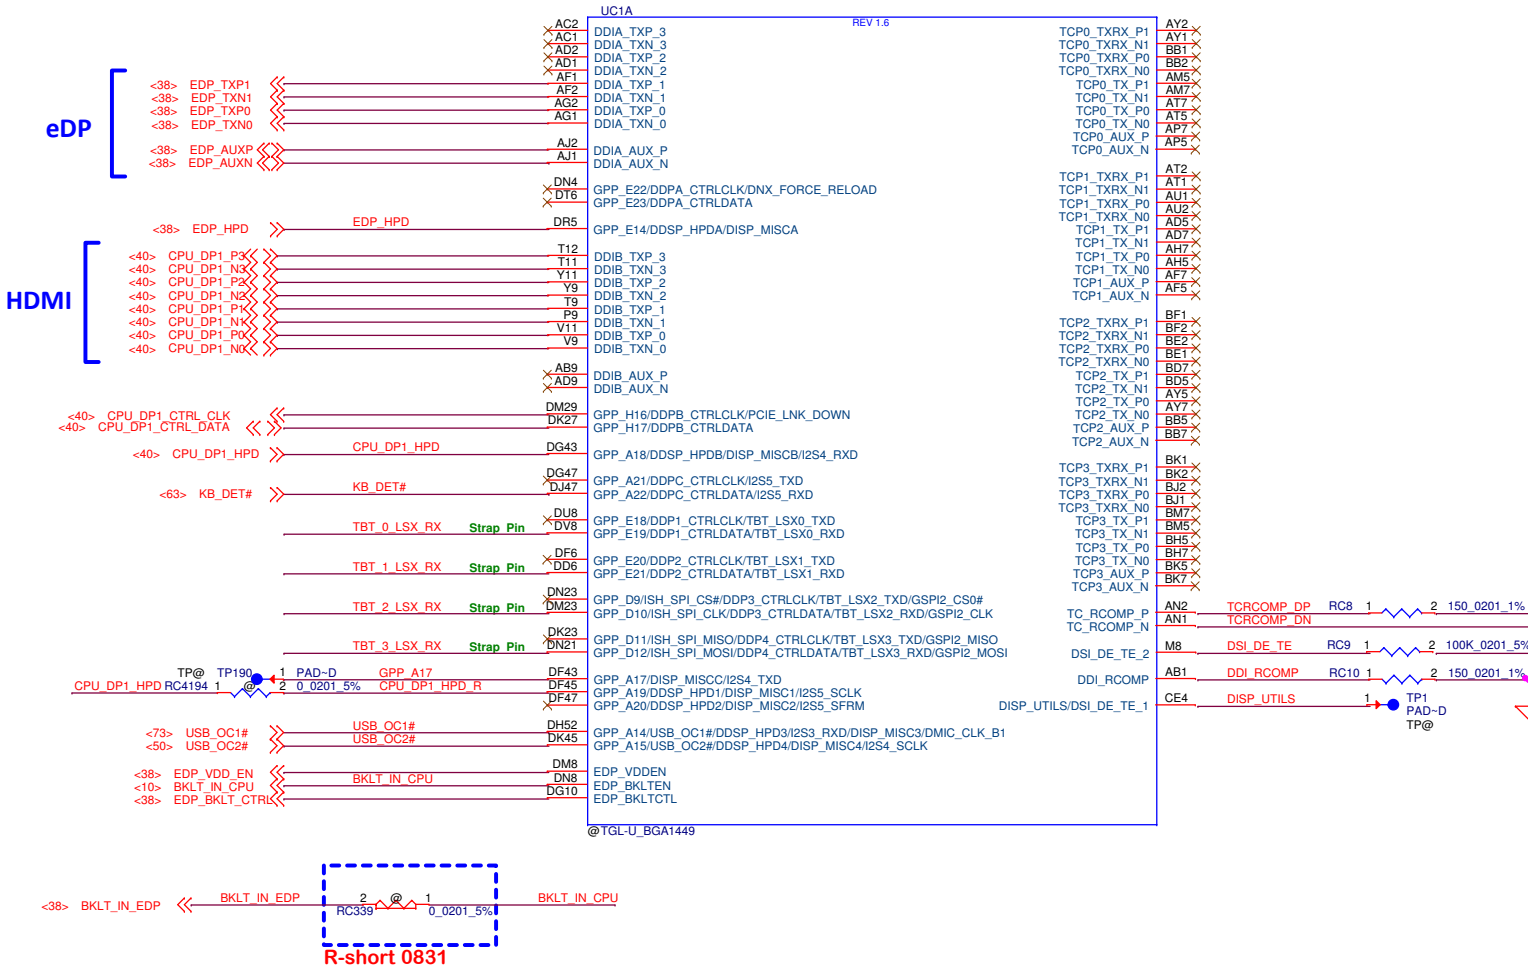 UC1A
REV 1.6
AC2 DDIA_TXP_3 TCP0_TXRX_P1 AY2
AC1 DDIA_TXN_3 TCP0_TXRX_N1 AY1
AD2 DDIA_TXP_2 TCP0_TXRX_P0 BB1
AD1 DDIA_TXN_2 TCP0_TXRX_N0 BB2
<38> EDP_TXP1 AF1 DDIA_TXP_1 TCP0_TX_P1 AM5
<38> EDP_TXN1 AF2 DDIA_TXN_1 TCP0_TX_N1 AM7
<38> EDP_TXP0 AG2 DDIA_TXP_0 TCP0_TX_P0 AT7
<38> EDP_TXN0 AG1 DDIA_TXN_0 TCP0_TX_N0 AT5
eDP
TCP0_AUX_P AP7
<38> EDP_AUXP AJ2 DDIA_AUX_P TCP0_AUX_N AP5
<38> EDP_AUXN AJ1 DDIA_AUX_N
TCP1_TXRX_P1 AT2
DN4 GPP_E22/DDPA_CTRLCLK/DNX_FORCE_RELOAD TCP1_TXRX_N1 AT1
DT6 GPP_E23/DDPA_CTRLDATA TCP1_TXRX_P0 AU1
TCP1_TXRX_N0 AU2
<38> EDP_HPD EDP_HPD DR5 GPP_E14/DDSP_HPDA/DISP_MISCA TCP1_TX_P1 AD5
TCP1_TX_N1 AD7
<40> CPU_DP1_P3 T12 DDIB_TXP_3 TCP1_TX_P0 AH7
<40> CPU_DP1_N3 T11 DDIB_TXN_3 TCP1_TX_N0 AH5
<40> CPU_DP1_P2 Y11 DDIB_TXP_2 TCP1_AUX_P AF7
<40> CPU_DP1_N2 Y9 DDIB_TXN_2 TCP1_AUX_N AF5
HDMI
<40> CPU_DP1_P1 T9 DDIB_TXP_1
<40> CPU_DP1_N1 P9 DDIB_TXN_1 TCP2_TXRX_P1 BF1
<40> CPU_DP1_P0 V11 DDIB_TXP_0 TCP2_TXRX_N1 BF2
<40> CPU_DP1_N0 V9 DDIB_TXN_0 TCP2_TXRX_P0 BE2
TCP2_TXRX_N0 BE1
AB9 DDIB_AUX_P TCP2_TX_P1 BD7
AD9 DDIB_AUX_N TCP2_TX_N1 BD5
TCP2_TX_P0 AY5
<40> CPU_DP1_CTRL_CLK DM29 GPP_H16/DDPB_CTRLCLK/PCIE_LNK_DOWN TCP2_TX_N0 AY7
<40> CPU_DP1_CTRL_DATA DK27 GPP_H17/DDPB_CTRLDATA TCP2_AUX_P BB5
TCP2_AUX_N BB7
<40> CPU_DP1_HPD CPU_DP1_HPD DG43 GPP_A18/DDSP_HPDB/DISP_MISCB/I2S4_RXD
TCP3_TXRX_P1 BK1
DG47 GPP_A21/DDPC_CTRLCLK/I2S5_TXD TCP3_TXRX_N1 BK2
<63> KB_DET# KB_DET# DJ47 GPP_A22/DDPC_CTRLDATA/I2S5_RXD TCP3_TXRX_P0 BJ2
TCP3_TXRX_N0 BJ1
DU8 GPP_E18/DDP1_CTRLCLK/TBT_LSX0_TXD TCP3_TX_P1 BM7
TBT_0_LSX_RX Strap Pin DV8 GPP_E19/DDP1_CTRLDATA/TBT_LSX0_RXD TCP3_TX_N1 BM5
TCP3_TX_P0 BH5
DF6 GPP_E20/DDP2_CTRLCLK/TBT_LSX1_TXD TCP3_TX_N0 BH7
TBT_1_LSX_RX Strap Pin DD6 GPP_E21/DDP2_CTRLDATA/TBT_LSX1_RXD TCP3_AUX_P BK5
TCP3_AUX_N BK7
DN23 GPP_D9/ISH_SPI_CS#/DDP3_CTRLCLK/TBT_LSX2_TXD/GSPI2_CS0#
TBT_2_LSX_RX Strap Pin DM23 GPP_D10/ISH_SPI_CLK/DDP3_CTRLDATA/TBT_LSX2_RXD/GSPI2_CLK TC_RCOMP_P AN2 TCRCOMP_DP RC8 1 2 150_0201_1%
TC_RCOMP_N AN1 TCRCOMP_DN
DK23 GPP_D11/ISH_SPI_MISO/DDP4_CTRLCLK/TBT_LSX3_TXD/GSPI2_MISO
TBT_3_LSX_RX Strap Pin DN21 GPP_D12/ISH_SPI_MOSI/DDP4_CTRLDATA/TBT_LSX3_RXD/GSPI2_MOSI DSI_DE_TE_2 M8 DSI_DE_TE RC9 1 2 100K_0201_5%
TP@ TP190 1 PAD~D GPP_A17 DF43 GPP_A17/DISP_MISCC/I2S4_TXD DDI_RCOMP AB1 DDI_RCOMP RC10 1 2 150_0201_1%
CPU_DP1_HPD RC4194 1 @ 2 0_0201_5% CPU_DP1_HPD_R DF45 GPP_A19/DDSP_HPD1/DISP_MISC1/I2S5_SCLK
DF47 GPP_A20/DDSP_HPD2/DISP_MISC2/I2S5_SFRM DISP_UTILS/DSI_DE_TE_1 CE4 DISP_UTILS 1 TP1
PAD~D
TP@
<73> USB_OC1# USB_OC1# DH52 GPP_A14/USB_OC1#/DDSP_HPD3/I2S3_RXD/DISP_MISC3/DMIC_CLK_B1
<50> USB_OC2# USB_OC2# DK45 GPP_A15/USB_OC2#/DDSP_HPD4/DISP_MISC4/I2S4_SCLK
<38> EDP_VDD_EN DM8 EDP_VDDEN
<10> BKLT_IN_CPU BKLT_IN_CPU DN8 EDP_BKLTEN
<38> EDP_BKLT_CTRL DG10 EDP_BKLTCTL
@ TGL-U_BGA1449
<38> BKLT_IN_EDP BKLT_IN_EDP 2 @ 1 BKLT_IN_CPU
RC339 0_0201_5%
R-short 0831